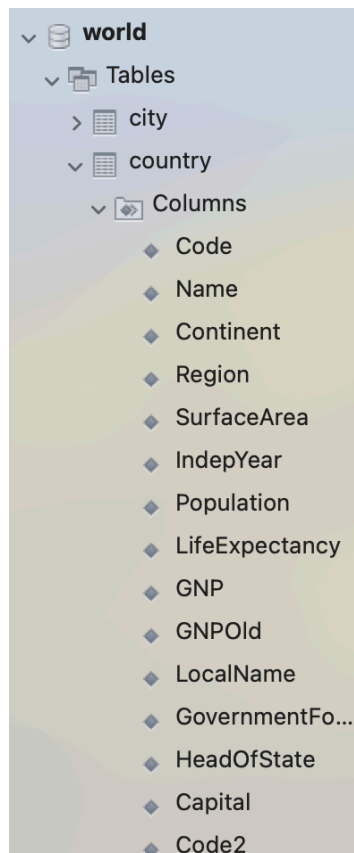 world
Tables
city
country
Columns
Code
Name
Continent
Region
SurfaceArea
IndepYear
Population
LifeExpectancy
GNP
GNPOld
LocalName
GovernmentFo...
HeadOfState
Capital
Code2